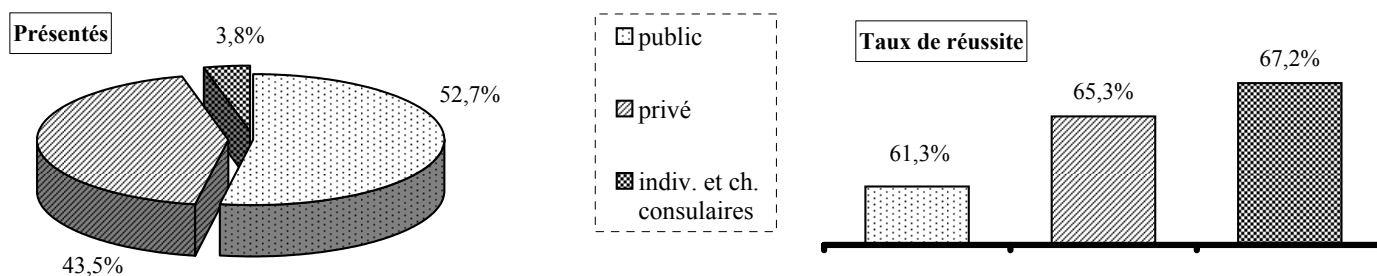 Présentés
3,8%
52,7%
43,5%
public
privé
indiv. et ch.
consulaires
Taux de réussite
61,3%
65,3%
67,2%